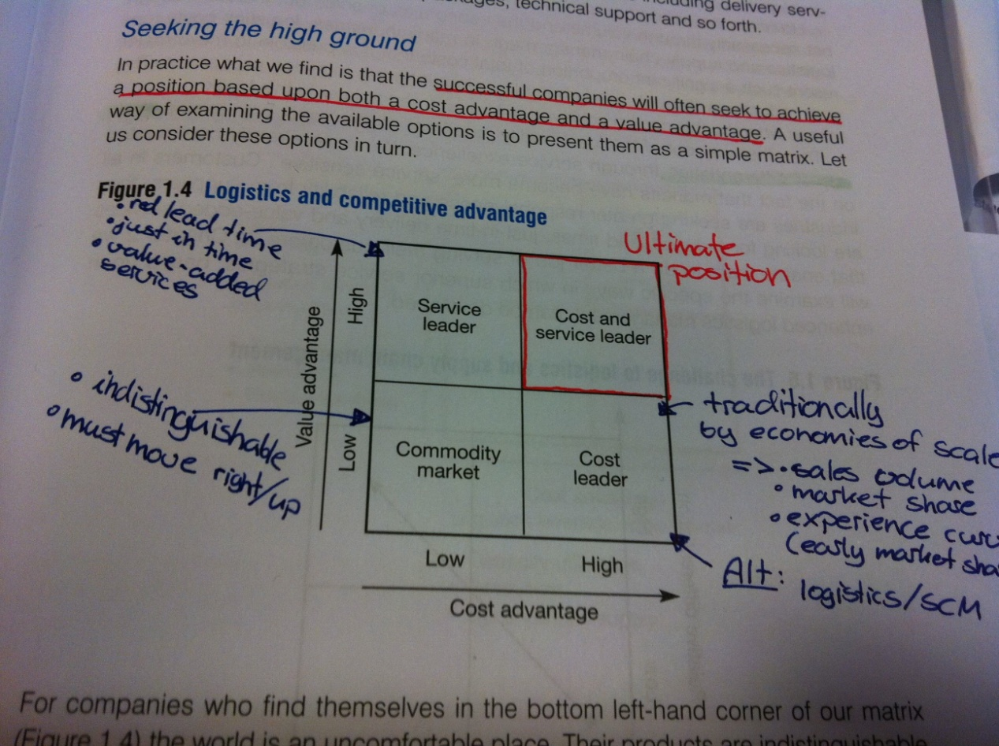 including delivery serv-
technical support and so forth.
Seeking the high ground
In practice what we find is that the successful companies will often seek to achieve
a position based upon both a cost advantage and a value advantage. A useful
way of examining the available options is to present them as a simple matrix. Let
us consider these options in turn.
Figure 1.4 Logistics and competitive advantage
• red lead time
• just in time
• value-added
services
Ultimate
position
High
Service
leader
Cost and
service leader
Value advantage
• indistinguishable
• must move right/up
traditionally
by economies of scale
=> • sales volume
• market share
• experience
(early market
Low
Commodity
market
Cost
leader
Low
High
Alt:
logistics/SCM
Cost advantage
For companies who find themselves in the bottom left-hand corner of our matrix
(Figure 1.4) the world is an uncomfortable place. Their products are indistinguishable